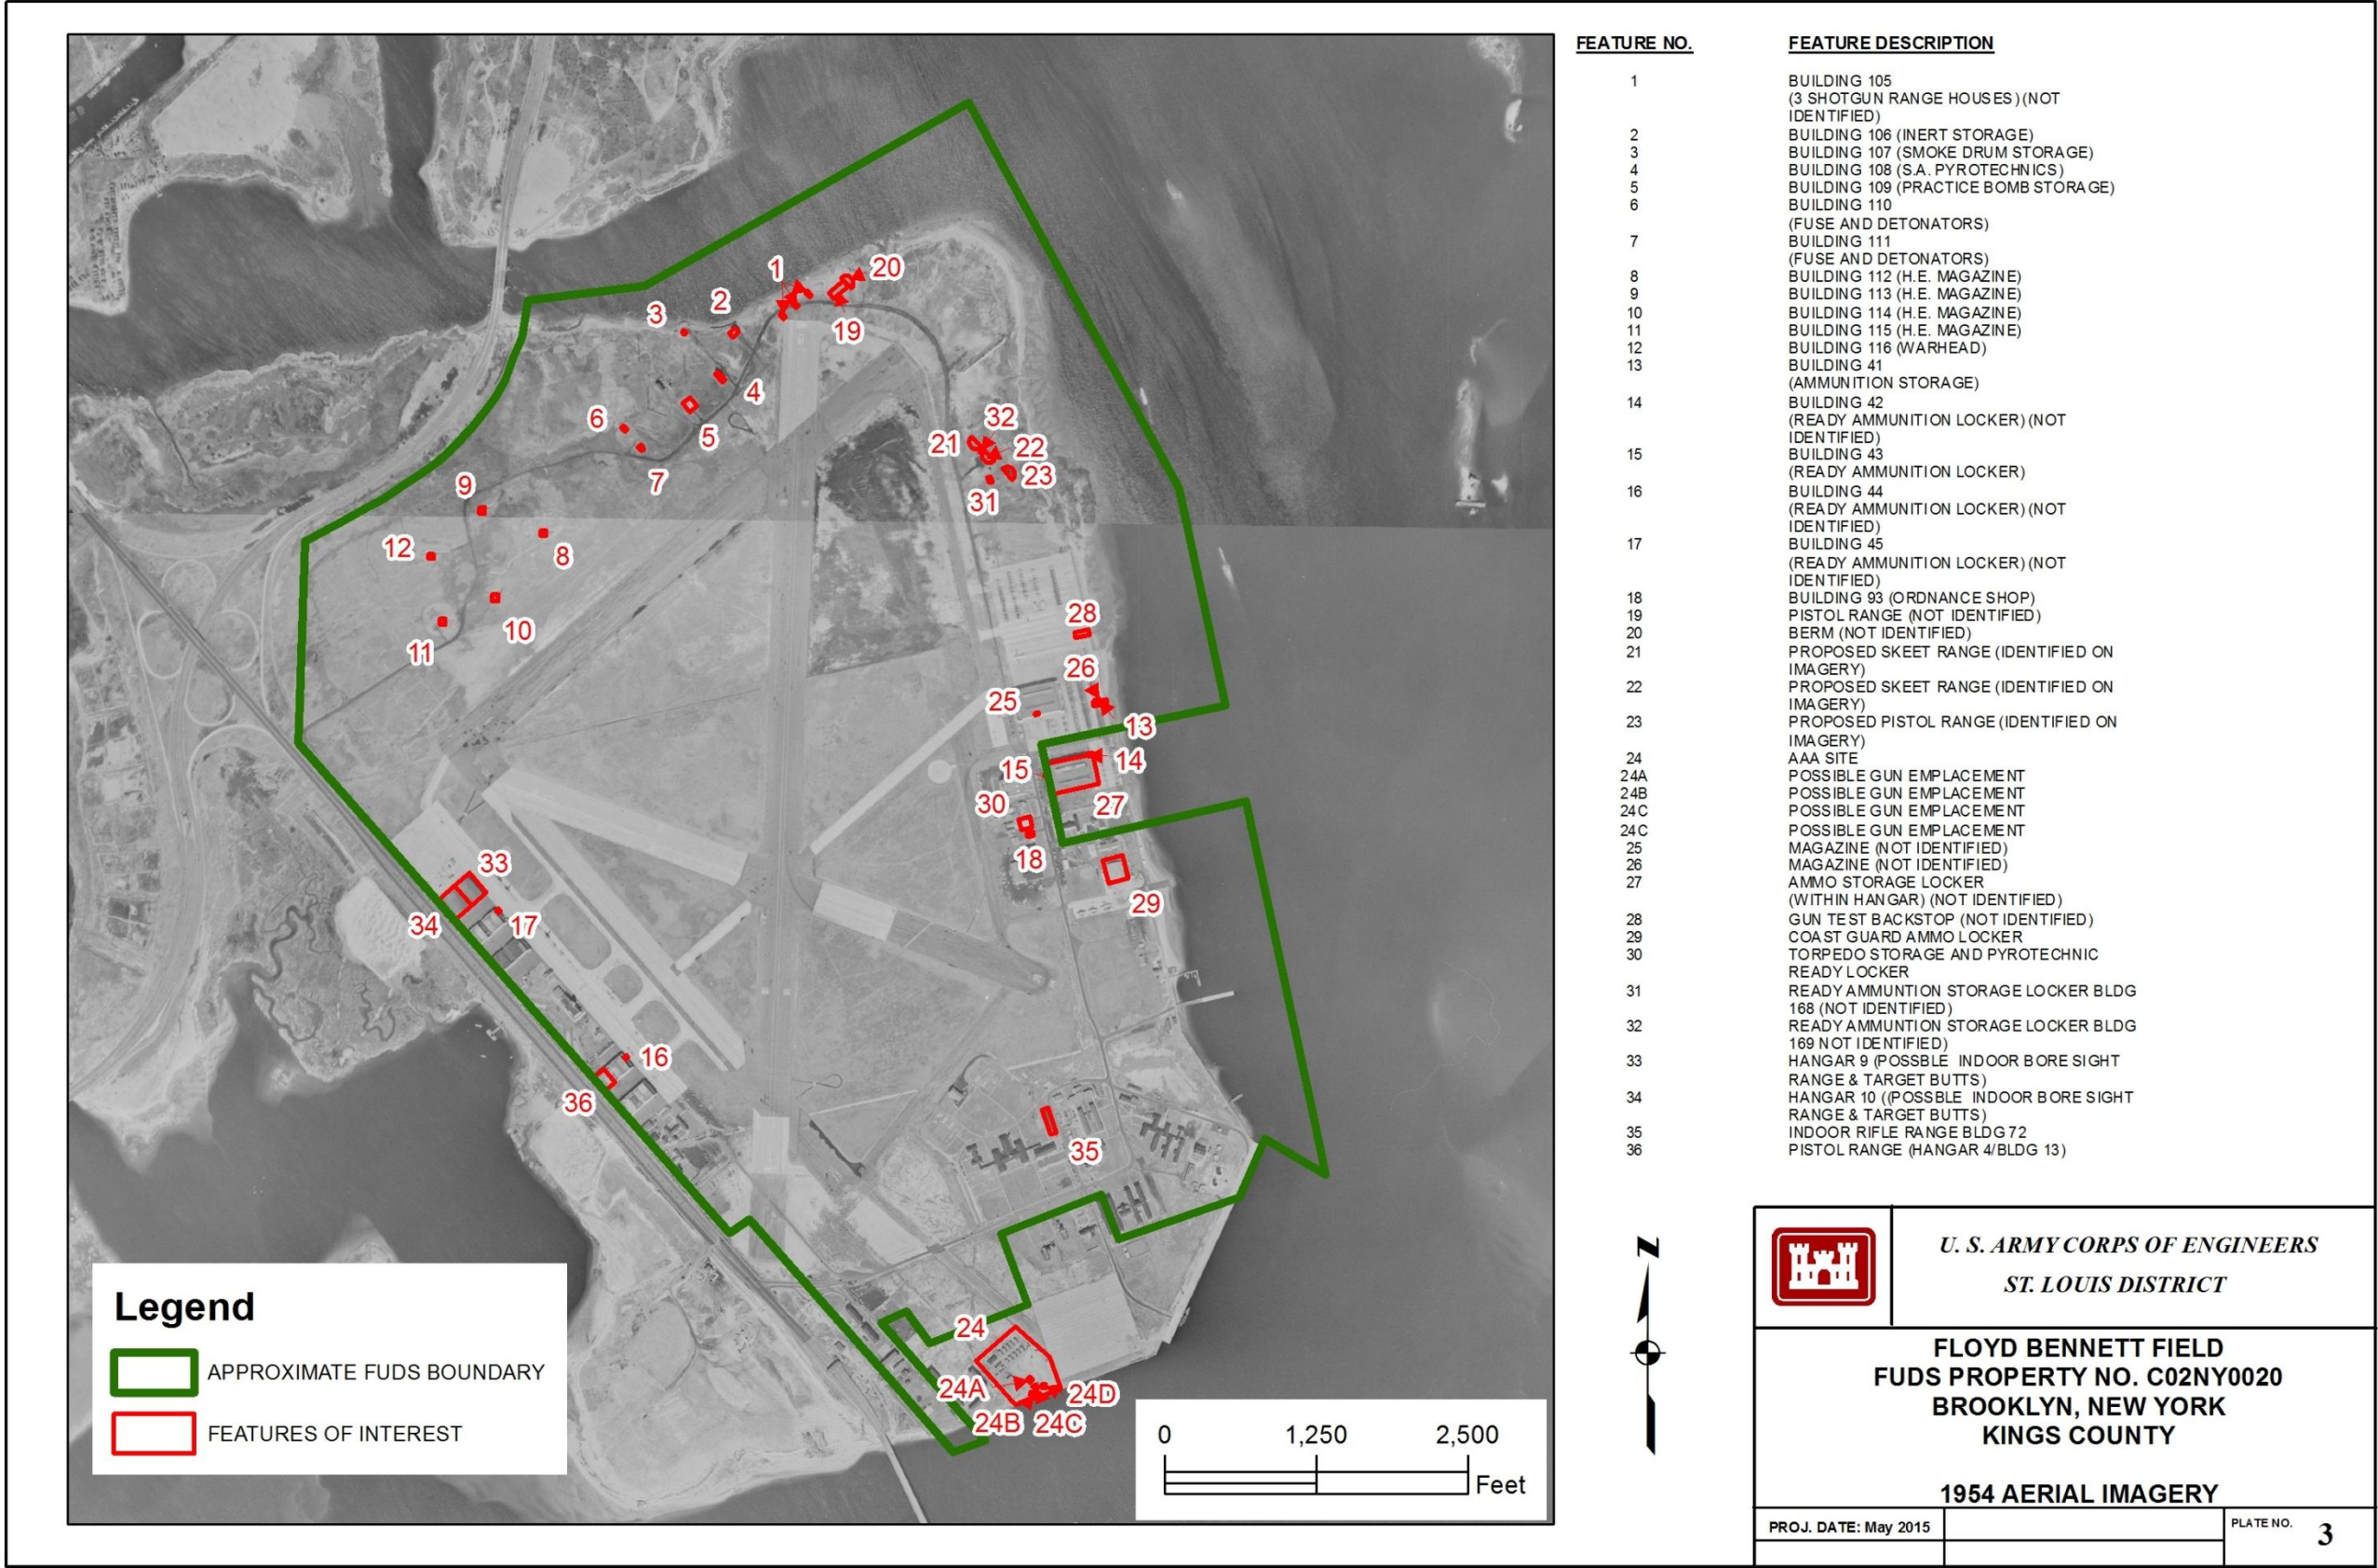 1
20
2
3
19
4
32
6
21
22
5
23
7
9
31
12
8
28
10
11
26
25
13
14
15
30
27
33
18
29
34
17
16
36
35
24
24A
24D
24B
24C
Legend
APPROXIMATE FUDS BOUNDARY
FEATURES OF INTEREST
0 1,250 2,500
Feet
FEATURE NO. FEATURE DESCRIPTION
1 BUILDING 105
(3 SHOTGUN RANGE HOUSES)(NOT
IDENTIFIED)
2 BUILDING 106 (INERT STORAGE)
3 BUILDING 107 (SMOKE DRUM STORAGE)
4 BUILDING 108 (S.A. PYROTECHNICS)
5 BUILDING 109 (PRACTICE BOMB STORAGE)
6 BUILDING 110
(FUSE AND DETONATORS)
7 BUILDING 111
(FUSE AND DETONATORS)
8 BUILDING 112 (H.E. MAGAZINE)
9 BUILDING 113 (H.E. MAGAZINE)
10 BUILDING 114 (H.E. MAGAZINE)
11 BUILDING 115 (H.E. MAGAZINE)
12 BUILDING 116 (WARHEAD)
13 BUILDING 41
(AMMUNITION STORAGE)
14 BUILDING 42
(READY AMMUNITION LOCKER)(NOT
IDENTIFIED)
15 BUILDING 43
(READY AMMUNITION LOCKER)
16 BUILDING 44
(READY AMMUNITION LOCKER)(NOT
IDENTIFIED)
17 BUILDING 45
(READY AMMUNITION LOCKER)(NOT
IDENTIFIED)
18 BUILDING 93 (ORDNANCE SHOP)
19 PISTOL RANGE (NOT IDENTIFIED)
20 BERM (NOT IDENTIFIED)
21 PROPOSED SKEET RANGE (IDENTIFIED ON
IMAGERY)
22 PROPOSED SKEET RANGE (IDENTIFIED ON
IMAGERY)
23 PROPOSED PISTOL RANGE (IDENTIFIED ON
IMAGERY)
24 AAA SITE
24A POSSIBLE GUN EMPLACEMENT
24B POSSIBLE GUN EMPLACEMENT
24C POSSIBLE GUN EMPLACEMENT
24C POSSIBLE GUN EMPLACEMENT
25 MAGAZINE (NOT IDENTIFIED)
26 MAGAZINE (NOT IDENTIFIED)
27 AMMO STORAGE LOCKER
(WITHIN HANGAR) (NOT IDENTIFIED)
28 GUN TEST BACKSTOP (NOT IDENTIFIED)
29 COAST GUARD AMMO LOCKER
30 TORPEDO STORAGE AND PYROTECHNIC
READY LOCKER
31 READY AMMUNTION STORAGE LOCKER BLDG
168 (NOT IDENTIFIED)
32 READY AMMUNTION STORAGE LOCKER BLDG
169 NOT IDENTIFIED)
33 HANGAR 9 (POSSBLE INDOOR BORE SIGHT
RANGE & TARGET BUTTS)
34 HANGAR 10 ((POSSBLE INDOOR BORE SIGHT
RANGE & TARGET BUTTS)
35 INDOOR RIFLE RANGE BLDG 72
36 PISTOL RANGE (HANGAR 4/BLDG 13)
N
U. S. ARMY CORPS OF ENGINEERS
ST. LOUIS DISTRICT
FLOYD BENNETT FIELD
FUDS PROPERTY NO. C02NY0020
BROOKLYN, NEW YORK
KINGS COUNTY
1954 AERIAL IMAGERY
PROJ. DATE: May 2015
PLATE NO. 3